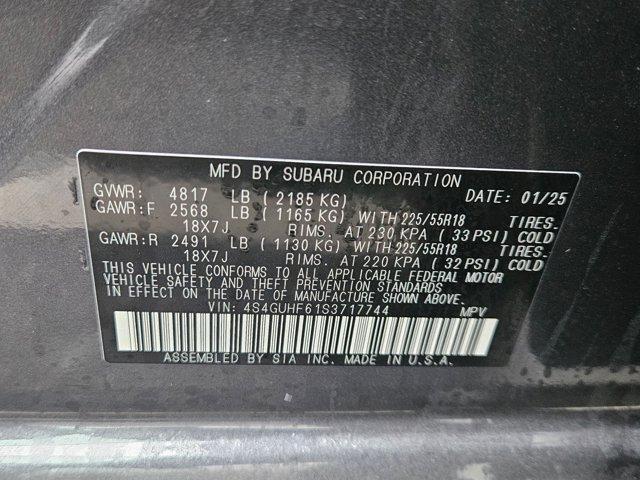 MFD BY SUBARU CORPORATION
GVWR: 4817 LB ( 2185 KG) DATE: 01/25
GAWR:F 2568 LB ( 1165 KG) WITH 225/55R18 TIRES.
18X7J RIMS. AT 230 KPA ( 33 PSI) COLD
GAWR:R 2491 LB ( 1130 KG) WITH 225/55R18 TIRES.
18X7J RIMS. AT 220 KPA ( 32 PSI) COLD
THIS VEHICLE CONFORMS TO ALL APPLICABLE FEDERAL MOTOR
VEHICLE SAFETY AND THEFT PREVENTION STANDARDS
IN EFFECT ON THE DATE OF MANUFACTURE SHOWN ABOVE.
VIN: 4S4GUHF61S3717744 MPV
ASSEMBLED BY SIA INC. MADE IN U.S.A.